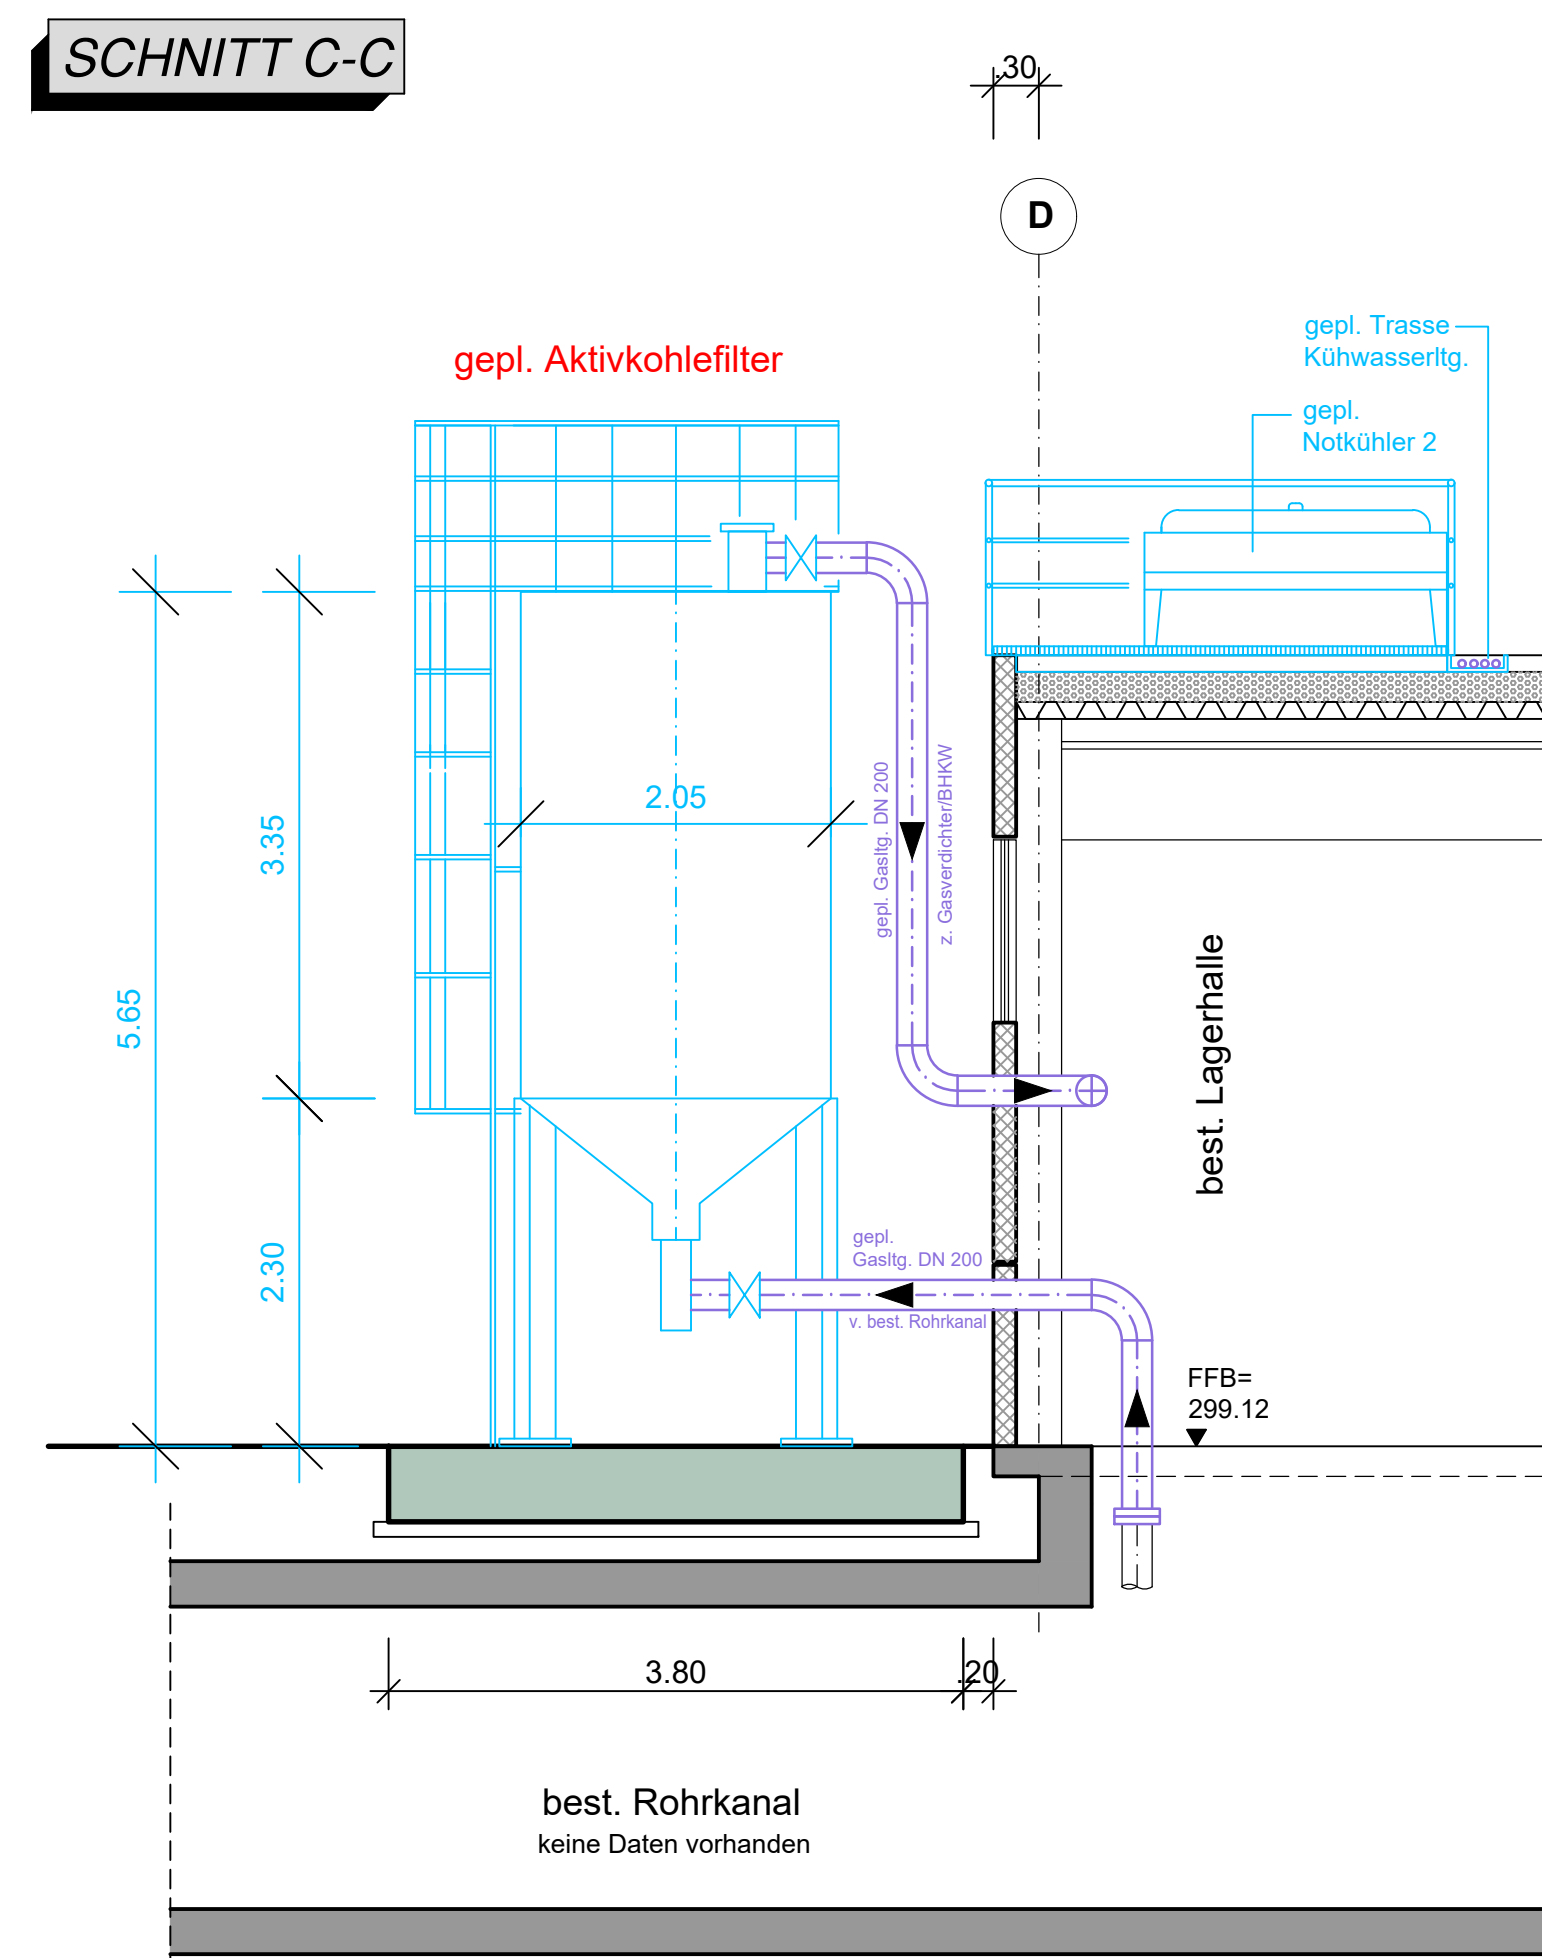 SCHNITT C-C
.30
D
gepl. Trasse
Kühwasserltg.
gepl. Aktivkohlefilter
gepl.
Notkühler 2
2.05
3.35
5.65
2.30
gepl. Gasltg. DN 200
z. Gasverdichter/BHKW
best. Lagerhalle
gepl.
Gasltg. DN 200
v. best. Rohrkanal
FFB=
299.12
3.80
.20
best. Rohrkanal
keine Daten vorhanden